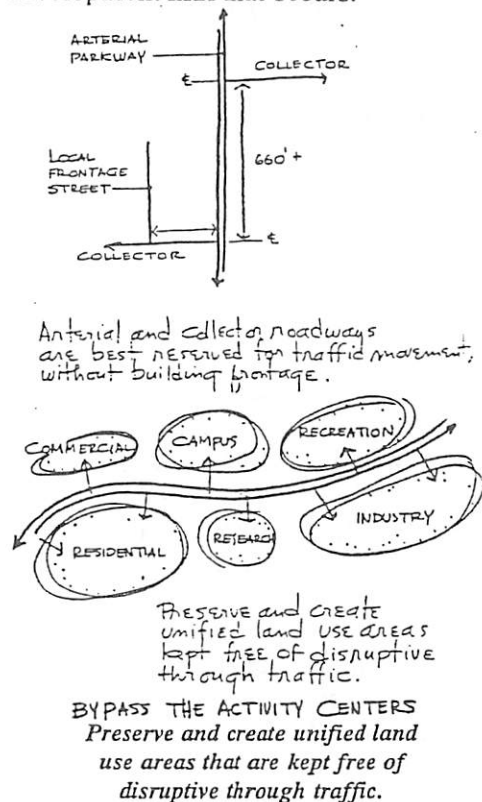 ARTERIAL
PARKWAY
COLLECTOR
℄
660'+
LOCAL
FRONTAGE
STREET
℄
COLLECTOR
Arterial and collector roadways
are best reserved for traffic movement,
without building frontage.
COMMERCIAL
CAMPUS
RECREATION
RESIDENTIAL
RESEARCH
INDUSTRY
Preserve and create
unified land use areas
kept free of disruptive
through traffic.
BYPASS THE ACTIVITY CENTERS
Preserve and create unified land
use areas that are kept free of
disruptive through traffic.